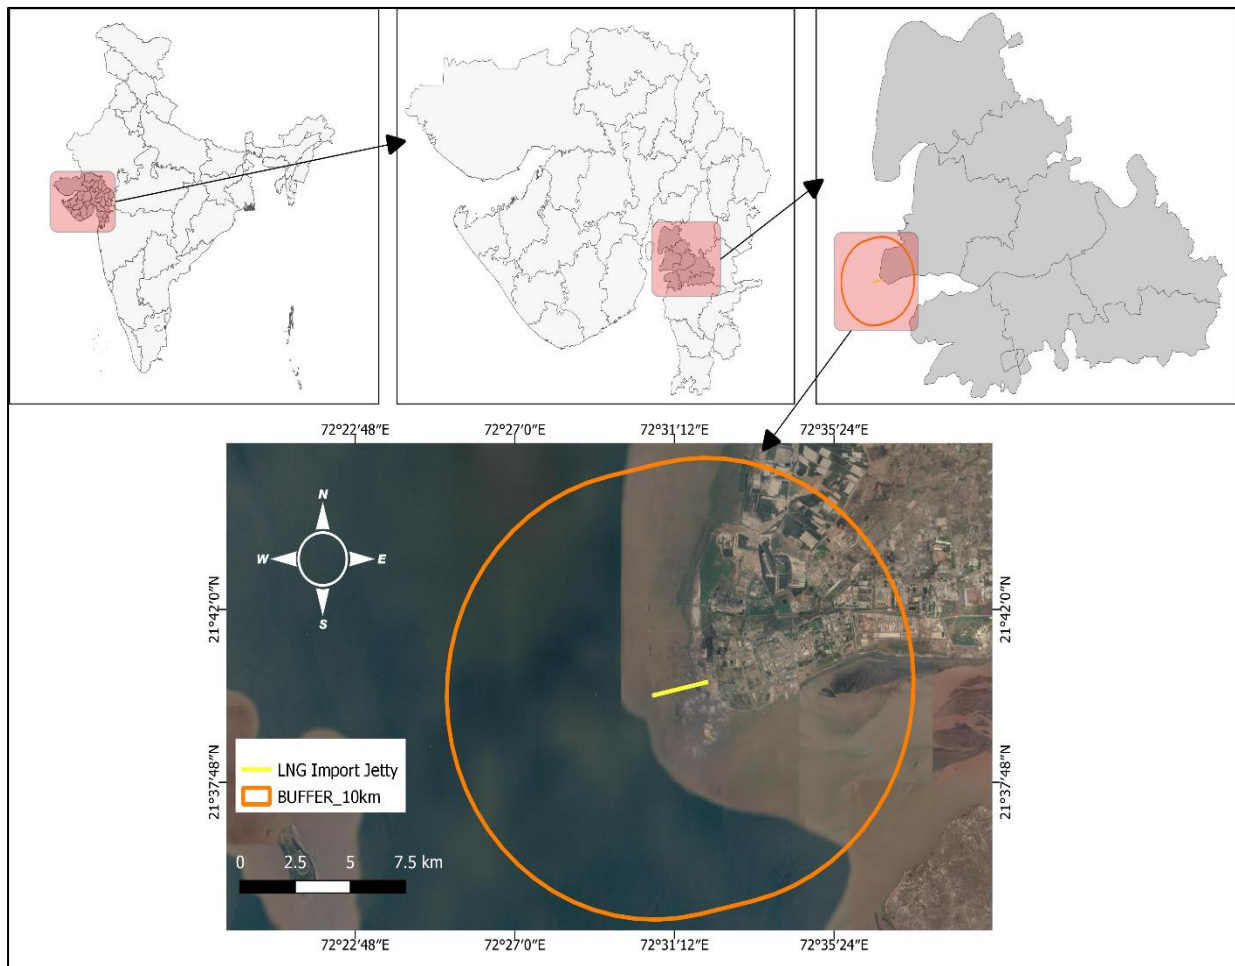 72°22'48"E 72°27'0"E 72°31'12"E 72°35'24"E
N
W E
S
21°42'0"N 21°42'0"N
21°37'48"N 21°37'48"N
LNG Import Jetty
BUFFER_10km
0 2.5 5 7.5 km
72°22'48"E 72°27'0"E 72°31'12"E 72°35'24"E